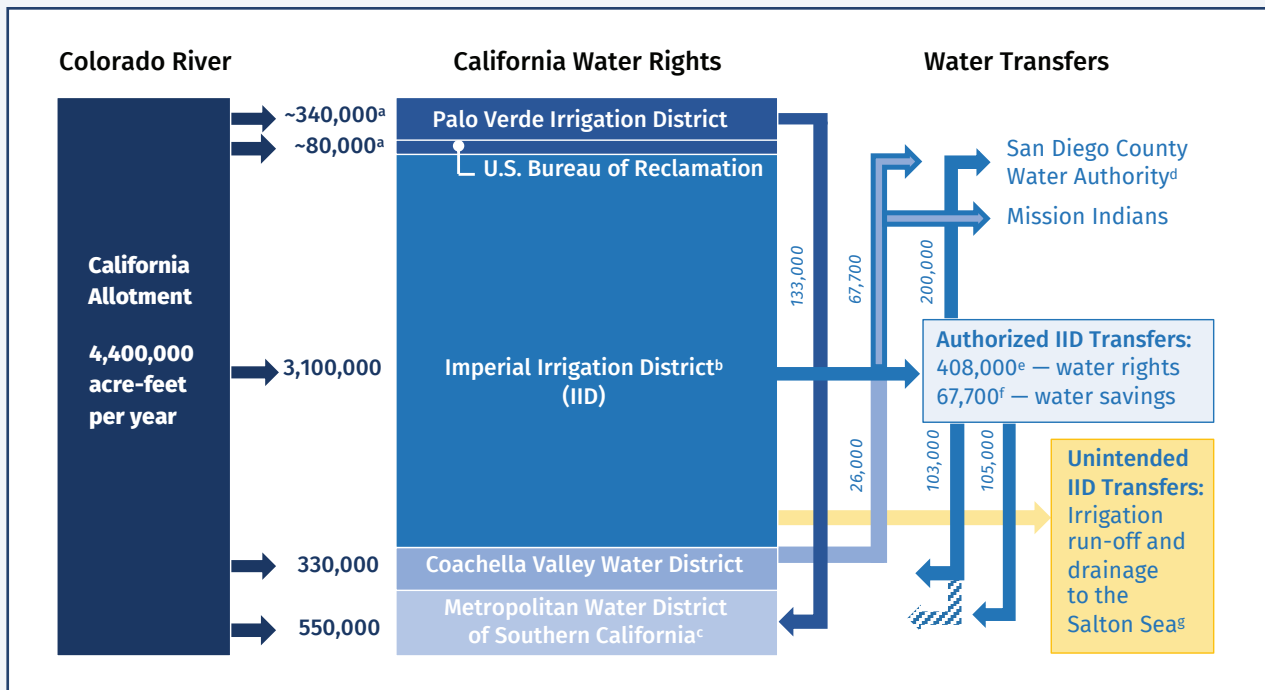 Colorado River
California Water Rights
Water Transfers
California
Allotment
4,400,000
acre-feet
per year
~340,000ᵃ
~80,000ᵃ
3,100,000
330,000
550,000
Palo Verde Irrigation District
U.S. Bureau of Reclamation
Imperial Irrigation Districtᵇ
(IID)
Coachella Valley Water District
Metropolitan Water District
of Southern Californiaᶜ
133,000
67,700
200,000
26,000
103,000
105,000
San Diego County
Water Authorityᵈ
Mission Indians
Authorized IID Transfers:
408,000ᵉ — water rights
67,700ᶠ — water savings
Unintended
IID Transfers:
Irrigation
run-off and
drainage
to the
Salton Seaᵍ